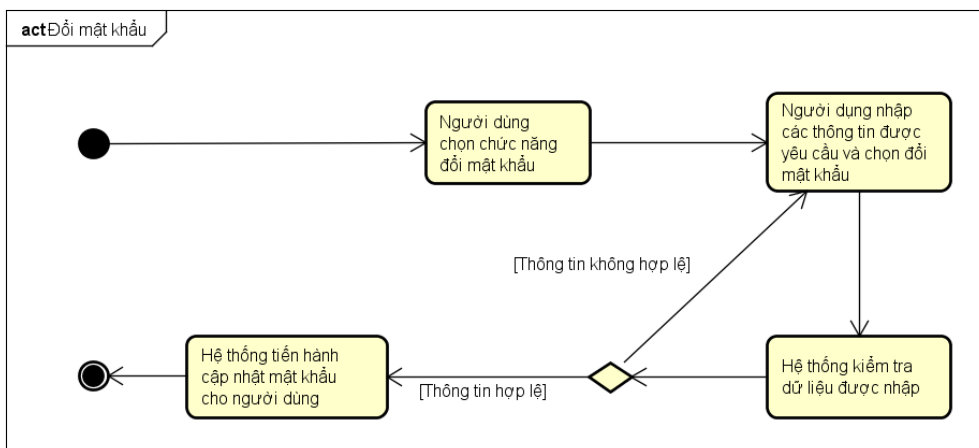 act Đổi mật khẩu
Người dùng
chọn chức năng
đổi mật khẩu
Người dụng nhập
các thông tin được
yêu cầu và chọn đổi
mật khẩu
[Thông tin không hợp lệ]
Hệ thống tiến hành
cập nhật mật khẩu
cho người dùng
[Thông tin hợp lệ]
Hệ thống kiểm tra
dữ liệu được nhập